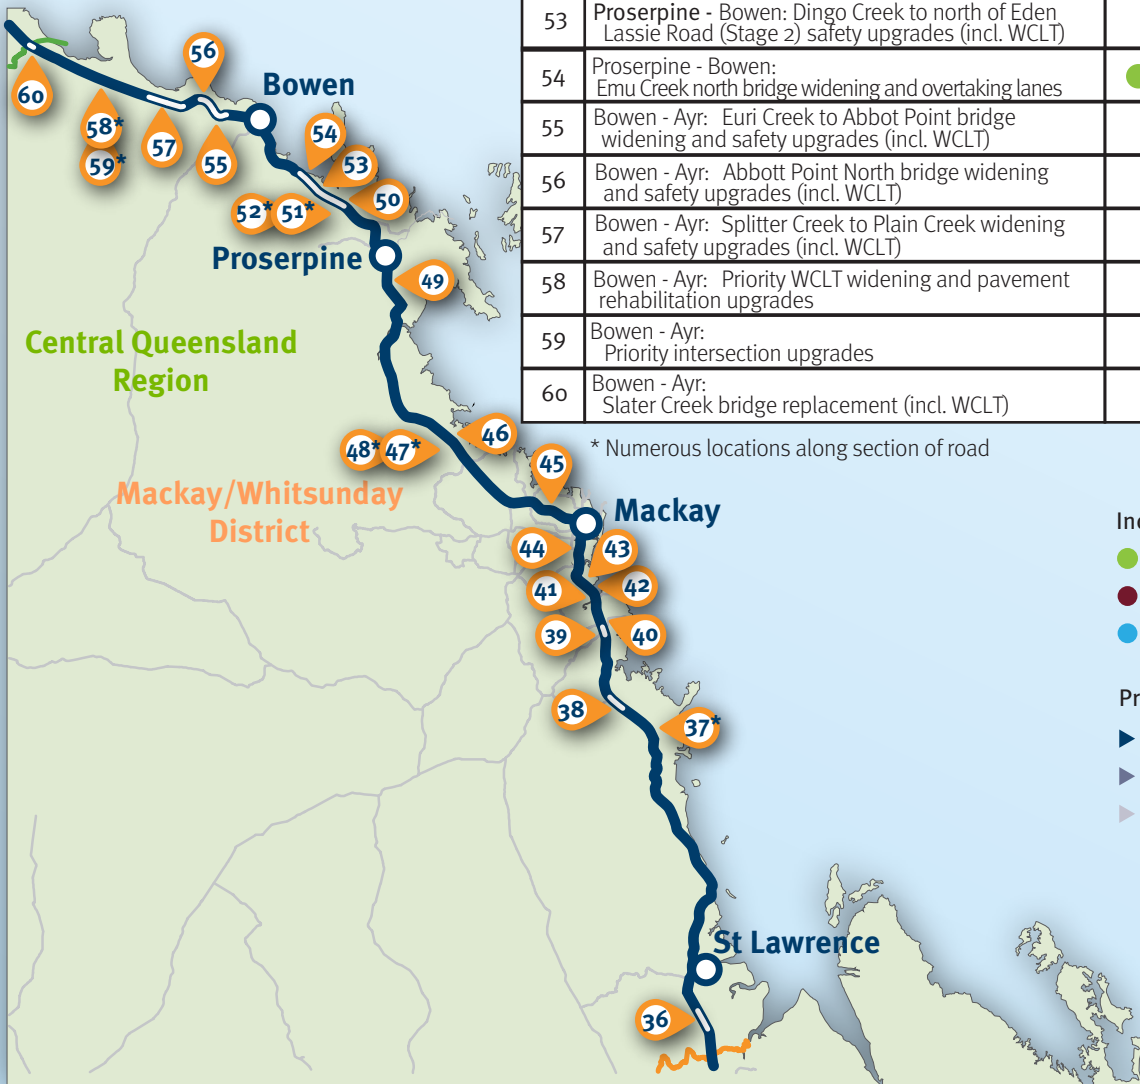 53
Proserpine - Bowen: Dingo Creek to north of Eden
Lassie Road (Stage 2) safety upgrades (incl. WCLT)
54
Proserpine - Bowen:
Emu Creek north bridge widening and overtaking lanes
55
Bowen - Ayr: Euri Creek to Abbot Point bridge
widening and safety upgrades (incl. WCLT)
56
Bowen - Ayr: Abbott Point North bridge widening
and safety upgrades (incl. WCLT)
57
Bowen - Ayr: Splitter Creek to Plain Creek widening
and safety upgrades (incl. WCLT)
58
Bowen - Ayr: Priority WCLT widening and pavement
rehabilitation upgrades
59
Bowen - Ayr:
Priority intersection upgrades
60
Bowen - Ayr:
Slater Creek bridge replacement (incl. WCLT)
* Numerous locations along section of road
56
60
Bowen
58*
57
54
59*
55
53
50
52*
51*
Proserpine
49
Central Queensland
Region
46
48*
47*
45
Mackay/Whitsunday
District
Mackay
44
43
41
42
39
40
38
37*
St Lawrence
36